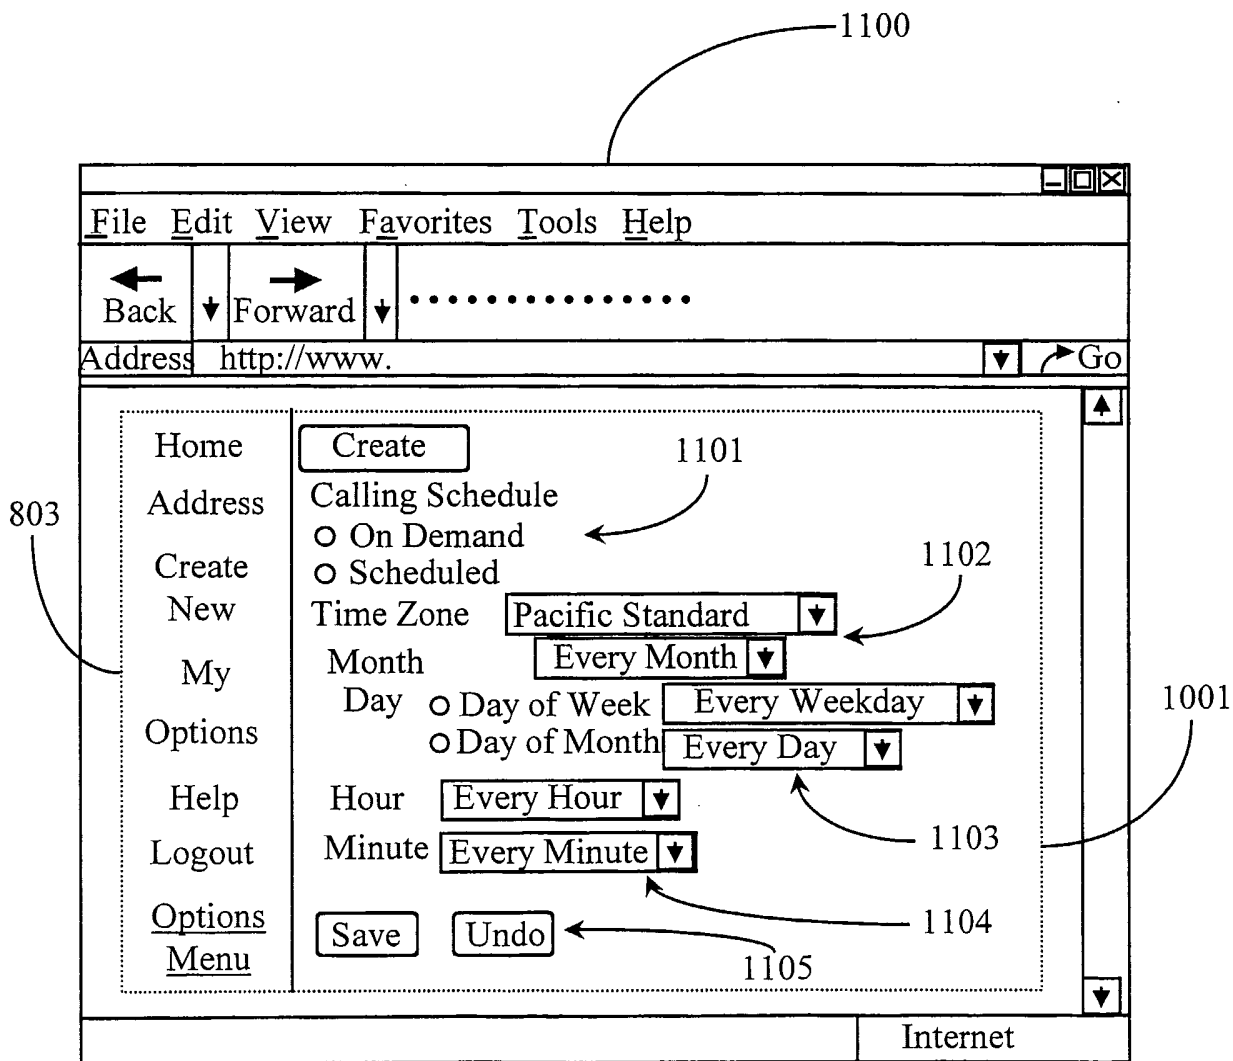 1100
File Edit View Favorites Tools Help
Back Forward
Address http://www. Go
Home
Address
Create
New
My
Options
Help
Logout
Options
Menu
803
Create
1101
Calling Schedule
On Demand
Scheduled
1102
Time Zone Pacific Standard
Month Every Month
Day Day of Week Every Weekday
Day of Month Every Day
1001
Hour Every Hour
1103
Minute Every Minute
1104
Save Undo
1105
Internet